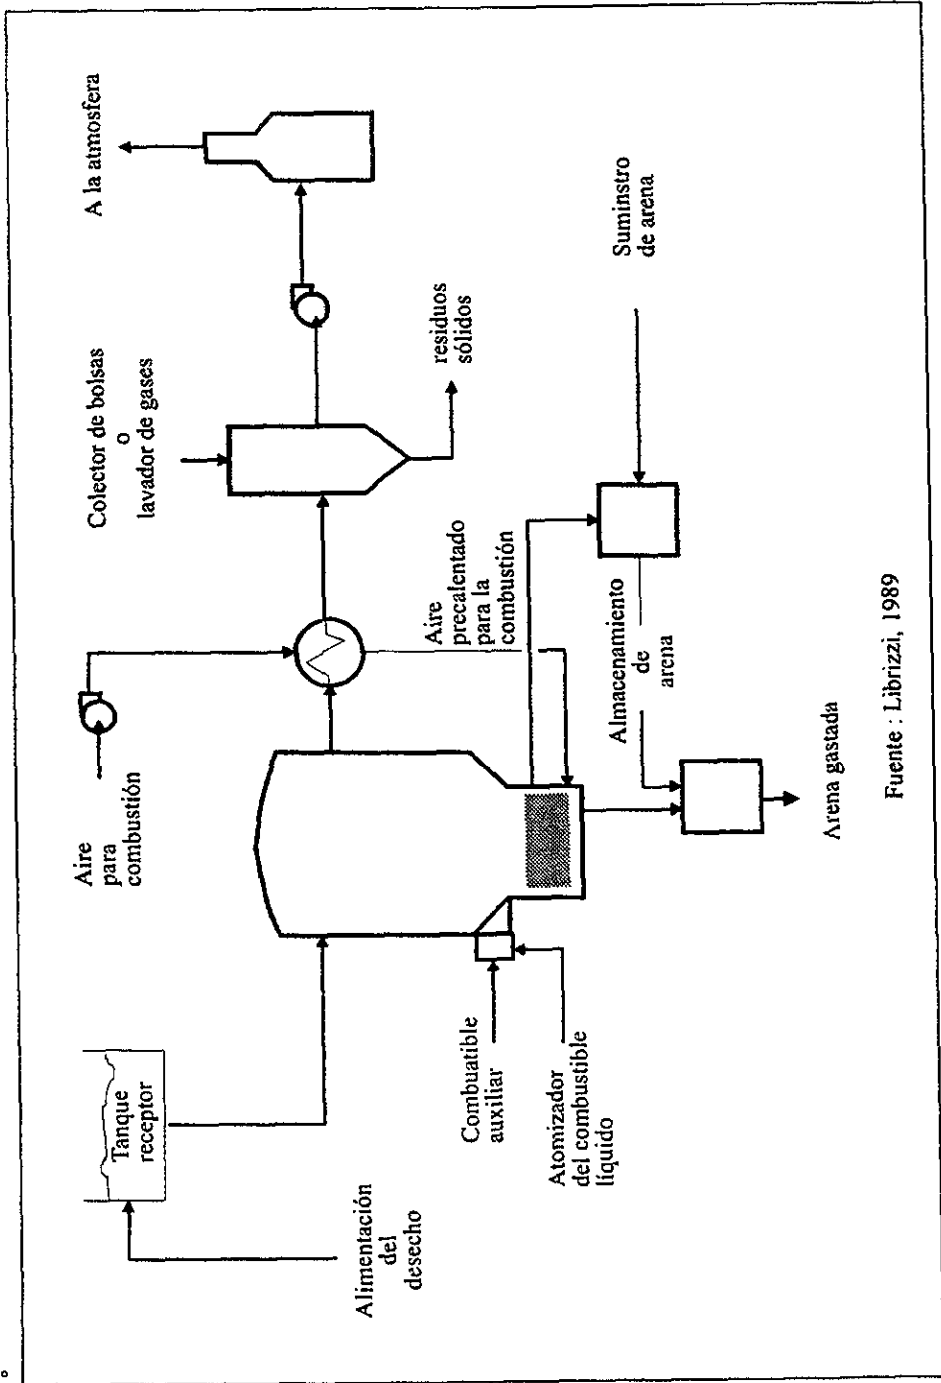 Alimentación
del
desecho
Tanque
receptor
Aire
para
combustión
Colector de bolsas
o
lavador de gases
A la atmosfera
Combuatible
auxiliar
Atomizador
del combustible
líquido
Aire
precalentado
para la
combustión
residuos
sólidos
Almacenamiento
de
arena
Suminstro
de arena
Arena gastada
Fuente : Librizzi, 1989